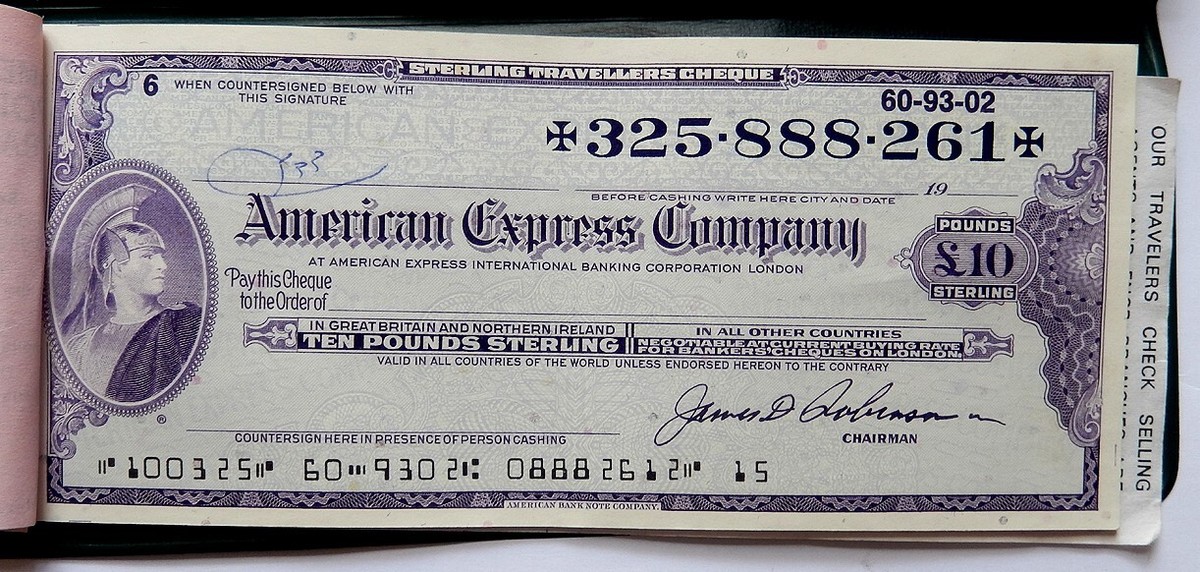 STERLING TRAVELLERS CHEQUE
6 WHEN COUNTERSIGNED BELOW WITH
THIS SIGNATURE
60-93-02
325·888·261
19
BEFORE CASHING WRITE HERE CITY AND DATE
American Express Company
AT AMERICAN EXPRESS INTERNATIONAL BANKING CORPORATION LONDON
POUNDS
£10
STERLING
Pay this Cheque
to the Order of
IN GREAT BRITAIN AND NORTHERN IRELAND
TEN POUNDS STERLING
IN ALL OTHER COUNTRIES
NEGOTIABLE AT CURRENT BUYING RATE
FOR BANKERS' CHEQUES ON LONDON.
VALID IN ALL COUNTRIES OF THE WORLD UNLESS ENDORSED HEREON TO THE CONTRARY
James D Robinson III
CHAIRMAN
®
COUNTERSIGN HERE IN PRESENCE OF PERSON CASHING
⑈100325⑈ 60⑉9302⑆ 088826126⑈ 15
AMERICAN BANK NOTE COMPANY.
OUR TRAVELERS CHECK SELLING